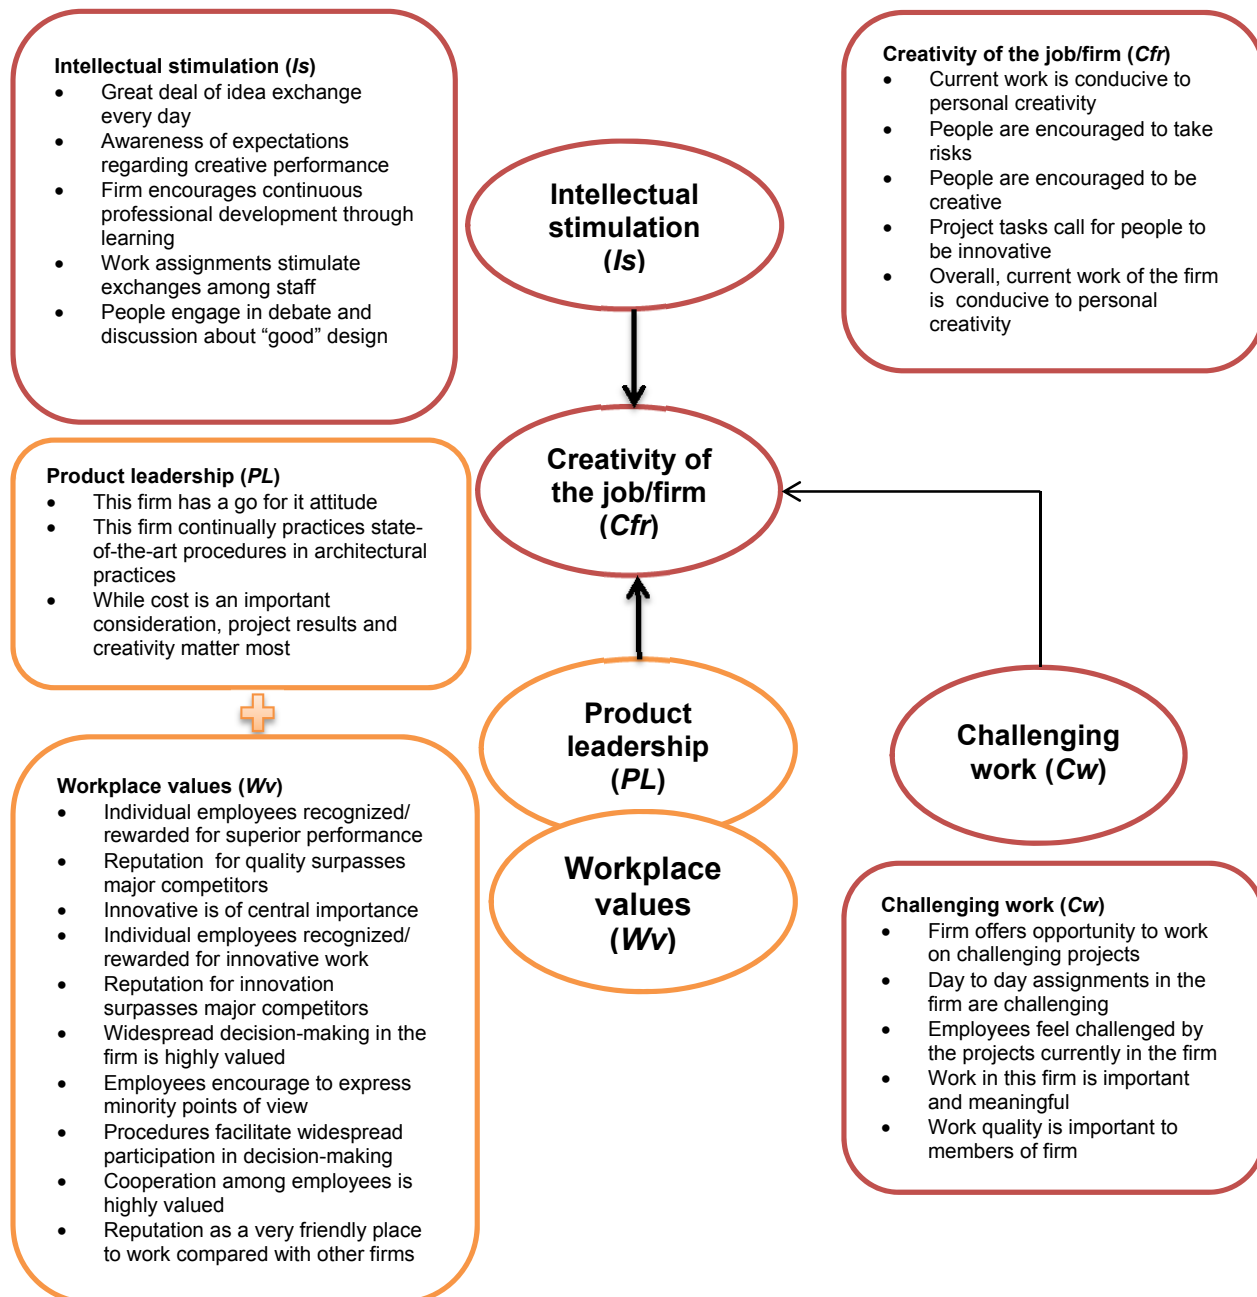 Intellectual stimulation (Is)
• Great deal of idea exchange
every day
• Awareness of expectations
regarding creative performance
• Firm encourages continuous
professional development through
learning
• Work assignments stimulate
exchanges among staff
• People engage in debate and
discussion about “good” design
Creativity of the job/firm (Cfr)
• Current work is conducive to
personal creativity
• People are encouraged to take
risks
• People are encouraged to be
creative
• Project tasks call for people to
be innovative
• Overall, current work of the firm
is conducive to personal
creativity
Intellectual
stimulation
(Is)
Creativity of
the job/firm
(Cfr)
Product leadership (PL)
• This firm has a go for it attitude
• This firm continually practices state-
of-the-art procedures in architectural
practices
• While cost is an important
consideration, project results and
creativity matter most
Product
leadership
(PL)
Workplace
values
(Wv)
Challenging
work (Cw)
Workplace values (Wv)
• Individual employees recognized/
rewarded for superior performance
• Reputation for quality surpasses
major competitors
• Innovative is of central importance
• Individual employees recognized/
rewarded for innovative work
• Reputation for innovation
surpasses major competitors
• Widespread decision-making in the
firm is highly valued
• Employees encourage to express
minority points of view
• Procedures facilitate widespread
participation in decision-making
• Cooperation among employees is
highly valued
• Reputation as a very friendly place
to work compared with other firms
Challenging work (Cw)
• Firm offers opportunity to work
on challenging projects
• Day to day assignments in the
firm are challenging
• Employees feel challenged by
the projects currently in the firm
• Work in this firm is important
and meaningful
• Work quality is important to
members of firm